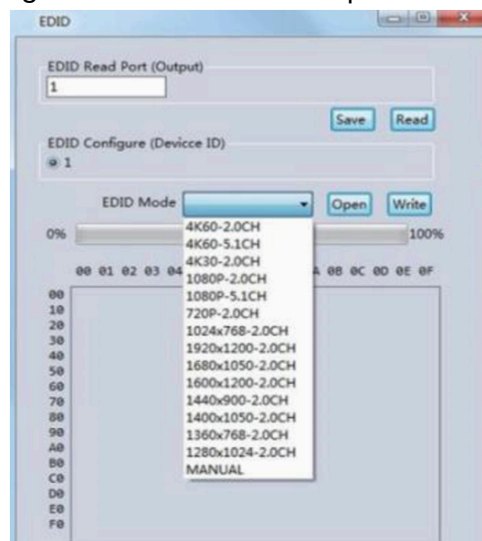 EDID
EDID Read Port (Output)
1
Save Read
EDID Configure (Devicce ID)
1
EDID Mode Open Write
0% 100%
4K60-2.0CH
4K60-5.1CH
4K30-2.0CH
1080P-2.0CH
1080P-5.1CH
720P-2.0CH
1024x768-2.0CH
1920x1200-2.0CH
1680x1050-2.0CH
1600x1200-2.0CH
1440x900-2.0CH
1400x1050-2.0CH
1360x768-2.0CH
1280x1024-2.0CH
MANUAL
00 01 02 03 04 0B 0C 0D 0E 0F
00
10
20
30
40
50
60
70
80
90
A0
B0
C0
D0
E0
F0